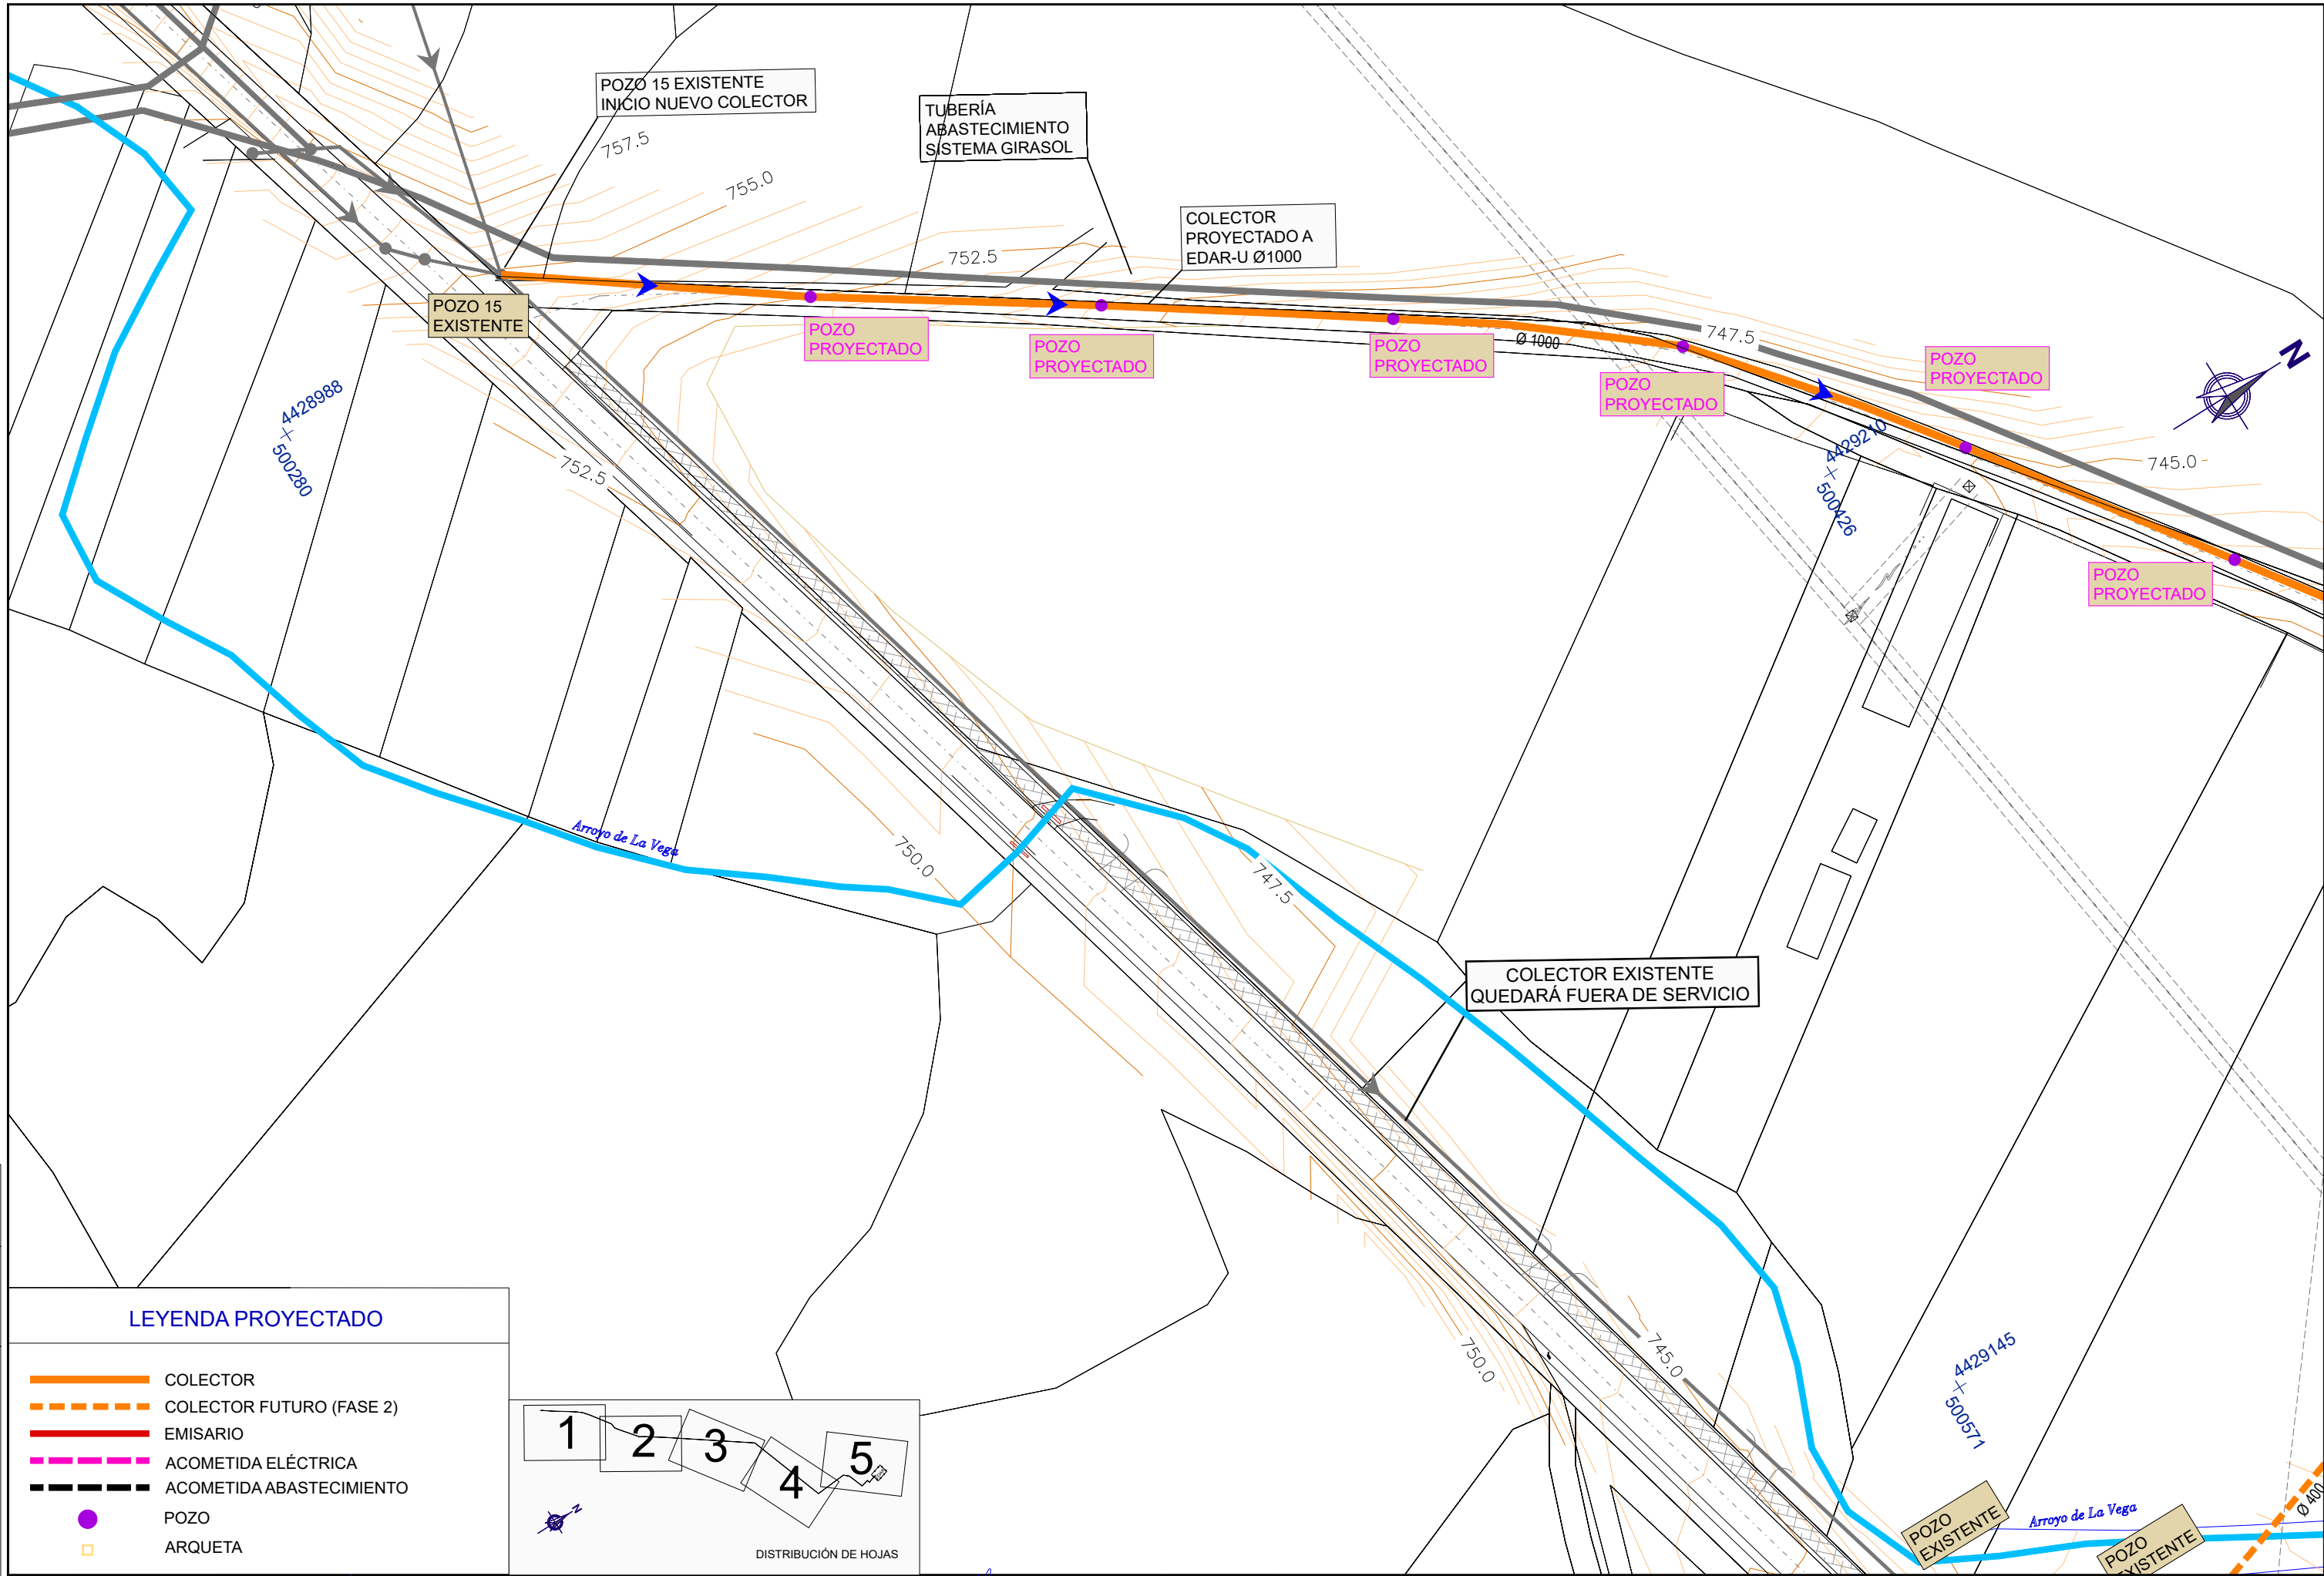 POZO 15 EXISTENTE
INICIO NUEVO COLECTOR
757.5
755.0
TUBERÍA
ABASTECIMIENTO
SISTEMA GIRASOL
COLECTOR
PROYECTADO A
EDAR-U Ø1000
752.5
POZO 15
EXISTENTE
POZO
PROYECTADO
POZO
PROYECTADO
POZO
PROYECTADO
Ø 1000
POZO
PROYECTADO
747.5
POZO
PROYECTADO
N
745.0
4429210
500426
POZO
PROYECTADO
4428988
500280
752.5
Arroyo de La Vega
750.0
747.5
COLECTOR EXISTENTE
QUEDARÁ FUERA DE SERVICIO
750.0
745.0
4429145
500571
POZO
EXISTENTE
Arroyo de La Vega
POZO
EXISTENTE
Ø 400
LEYENDA PROYECTADO
COLECTOR
COLECTOR FUTURO (FASE 2)
EMISARIO
ACOMETIDA ELÉCTRICA
ACOMETIDA ABASTECIMIENTO
POZO
ARQUETA
1
2
3
4
5
N
DISTRIBUCIÓN DE HOJAS